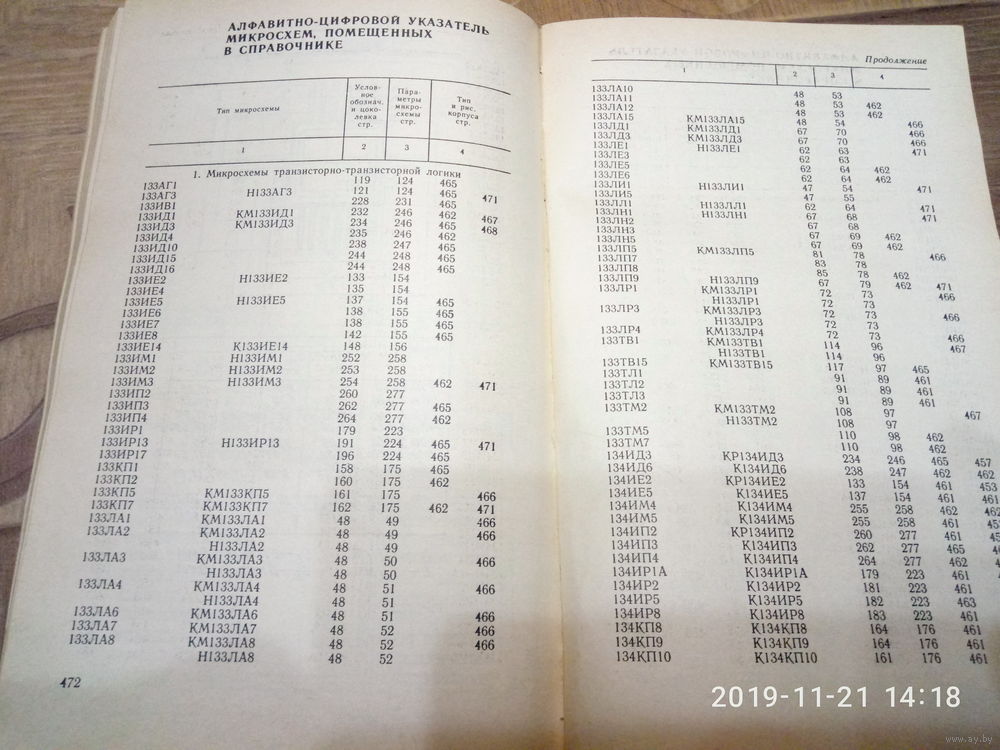 АЛФАВИТНО-ЦИФРОВОЙ УКАЗАТЕЛЬ
МИКРОСХЕМ, ПОМЕЩЕННЫХ
В СПРАВОЧНИКЕ
Тип микросхемы
Услов-
ное
обознач.
и цоко-
левка
стр.
Пара-
метры
микро-
схемы
стр.
Тип
и рис.
корпуса
стр.
1 2 3 4
1. Микросхемы транзисторно-транзисторной логики
133АГ1 119 124 465
133АГ3 Н133АГ3 121 124 465 471
133ИВ1 228 231 465
133ИД1 КМ133ИД1 232 246 462 467
133ИД3 КМ133ИД3 234 246 465 468
133ИД4 235 246 462
133ИД10 238 247 465
133ИД15 244 248 465
133ИД16 244 248 465
133ИЕ2 Н133ИЕ2 133 154
133ИЕ4 135 154
133ИЕ5 Н133ИЕ5 137 154 465
133ИЕ6 138 155 465
133ИЕ7 138 155 465
133ИЕ8 142 155 465
133ИЕ14 К133ИЕ14 148 156
133ИМ1 Н133ИМ1 252 258
133ИМ2 Н133ИМ2 253 258
133ИМ3 Н133ИМ3 254 258 462 471
133ИП2 260 277
133ИП3 262 277 465
133ИП4 264 277 462
133ИР1 179 223
133ИР13 Н133ИР13 191 224 465 471
133ИР17 196 224 465
133КП1 158 175 465
133КП2 160 175 462
133КП5 КМ133КП5 161 175 466
133КП7 КМ133КП7 162 175 462 471
133ЛА1 КМ133ЛА1 48 49 466
133ЛА2 КМ133ЛА2 48 49 466
Н133ЛА2 48 49
133ЛА3 КМ133ЛА3 48 50 466
Н133ЛА3 48 50
133ЛА4 КМ133ЛА4 48 51 466
Н133ЛА4 48 51
133ЛА6 КМ133ЛА6 48 51 466
133ЛА7 КМ133ЛА7 48 52 466
133ЛА8 КМ133ЛА8 48 52 466
Н133ЛА8 48 52
472
Продолжение
1 2 3 4
133ЛА10 48 53
133ЛА11 48 53 462
133ЛА12 48 53 462
133ЛА15 КМ133ЛА15 48 54 466
133ЛД1 КМ133ЛД1 67 70
133ЛД3 КМ133ЛД3 67 70 466
133ЛЕ1 Н133ЛЕ1 62 63 471
133ЛЕ3 62 63
133ЛЕ5 62 64 462
133ЛЕ6 62 64 462
133ЛИ1 Н133ЛИ1 47 54 471
133ЛИ5 47 55
133ЛЛ1 Н133ЛЛ1 62 64 471
133ЛН1 Н133ЛН1 67 68 471
133ЛН2 67 68
133ЛН3 67 69 462
133ЛН5 67 69 462
133ЛП5 КМ133ЛП5 81 78 466
133ЛП7 83 78
133ЛП8 85 78 462
133ЛП9 Н133ЛП9 67 79 462 471
133ЛР1 КМ133ЛР1 72 73 466
Н133ЛР1 72 73
133ЛР3 КМ133ЛР3 72 73 466
Н133ЛР3 72 73
133ЛР4 КМ133ЛР4 72 73 466
133ТВ1 КМ133ТВ1 114 96 467
Н133ТВ1 114 96
133ТВ15 КМ133ТВ15 117 97 465
133ТЛ1 91 89 461
133ТЛ2 91 89 461
133ТЛ3 91 89 461
133ТМ2 КМ133ТМ2 108 97 467
Н133ТМ2 108 97
133ТМ5 110 98 462
133ТМ7 110 98 462
134ИД3 КР134ИД3 234 246 465 457
134ИД6 К134ИД6 238 247 462 462
134ИЕ2 КР134ИЕ2 133 154 461 453
134ИЕ5 К134ИЕ5 137 154 461 461
134ИМ4 К134ИМ4 255 258 462
134ИМ5 К134ИМ5 255 258 461
134ИП2 КР134ИП2 260 277 461
134ИП3 К134ИП3 262 277 465
134ИП4 К134ИП4 264 277 462
134ИР1А К134ИР1А 179 223 461
134ИР2 К134ИР2 181 223 461
134ИР5 К134ИР5 182 223 463
134ИР8 К134ИР8 183 223 461
134КП8 К134КП8 164 176 461
134КП9 К134КП9 164 176 461
134КП10 К134КП10 161 176 461
2019-11-21 14:18
www.ay.by